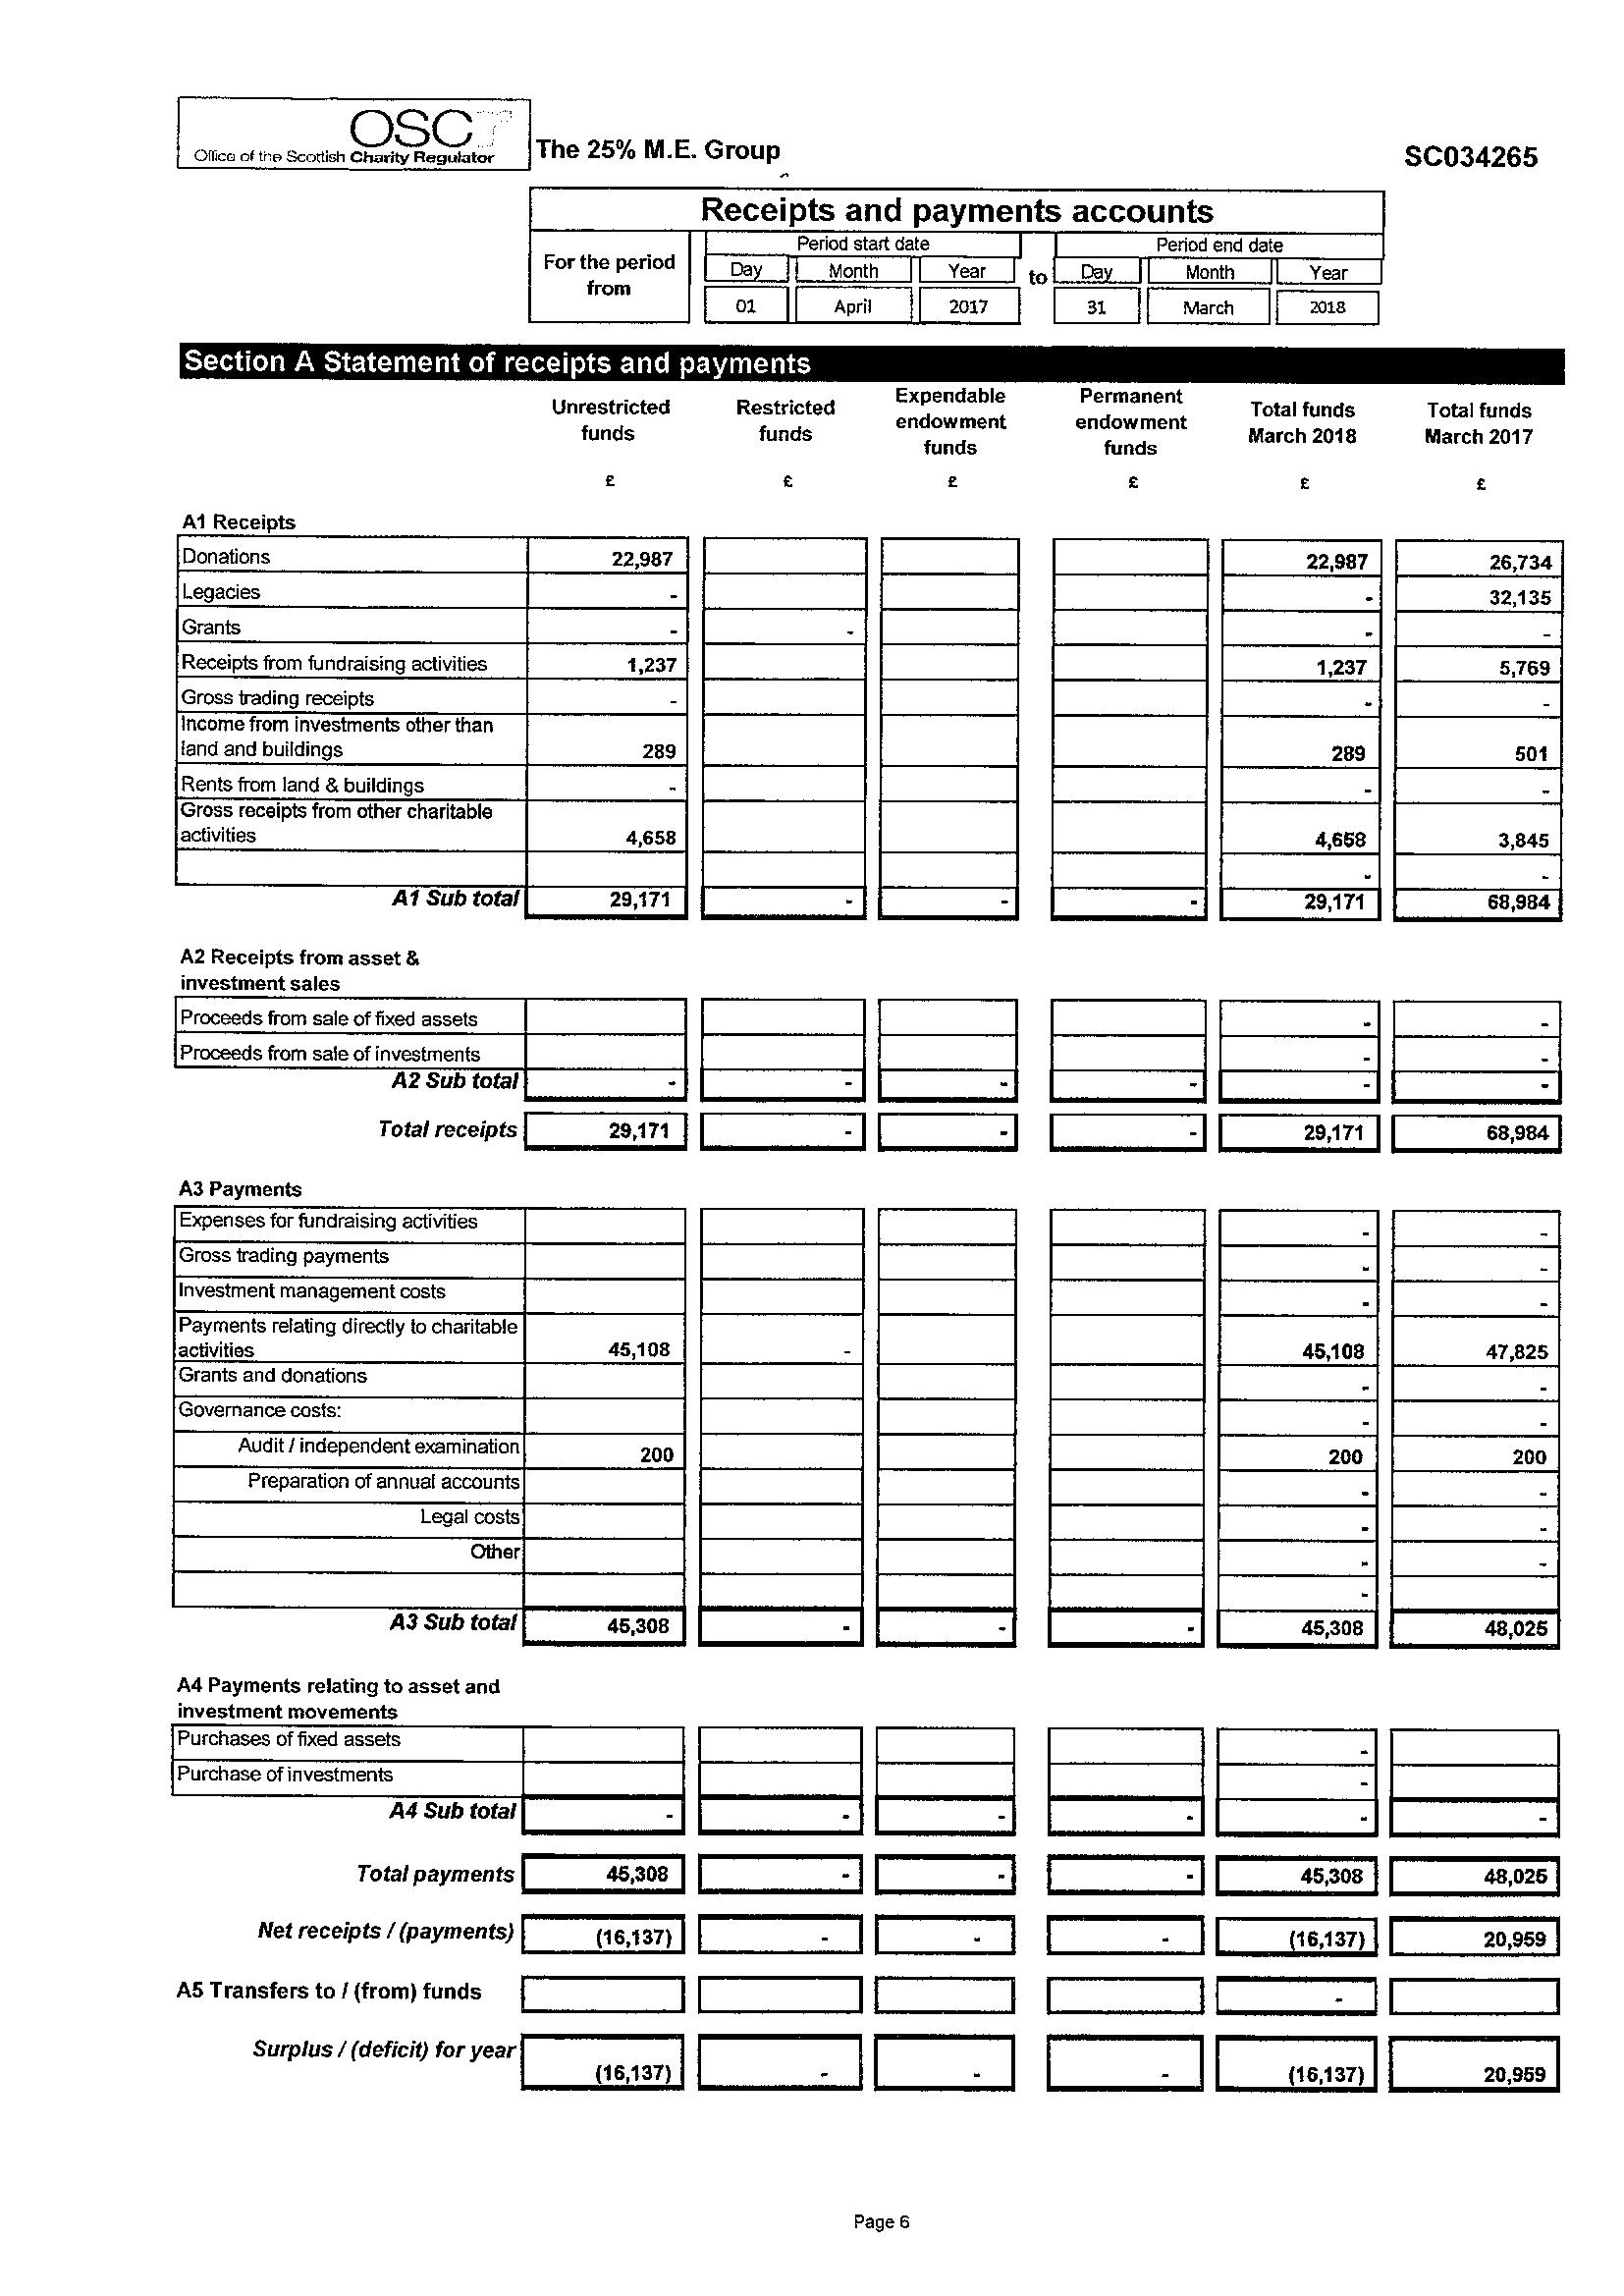 OSCR
Office of the Scottish Charity Regulator
The 25% M.E. Group
SC034265
Receipts and payments accounts
For the period from
Period start date
Period end date
Day Month Year to Day Month Year
01 April 2017 31 March 2018
Section A Statement of receipts and payments
Unrestricted funds Restricted funds Expendable endowment funds Permanent endowment funds Total funds March 2018 Total funds March 2017
£ £ £ £ £ £
A1 Receipts
Donations 22,987 22,987 26,734
Legacies - - 32,135
Grants - - - -
Receipts from fundraising activities 1,237 1,237 5,769
Gross trading receipts - - -
Income from investments other than
land and buildings 289 289 501
Rents from land & buildings - - -
Gross receipts from other charitable
activities 4,658 4,658 3,845
- -
A1 Sub total 29,171 - - - 29,171 68,984
A2 Receipts from asset &
investment sales
Proceeds from sale of fixed assets - -
Proceeds from sale of investments - -
A2 Sub total - - - - - -
Total receipts 29,171 - - - 29,171 68,984
A3 Payments
Expenses for fundraising activities - -
Gross trading payments - -
Investment management costs - -
Payments relating directly to charitable
activities 45,108 - 45,108 47,825
Grants and donations - -
Governance costs: - -
Audit / independent examination 200 200 200
Preparation of annual accounts - -
Legal costs - -
Other - -
-
A3 Sub total 45,308 - - - 45,308 48,025
A4 Payments relating to asset and
investment movements
Purchases of fixed assets -
Purchase of investments -
A4 Sub total - - - - - -
Total payments 45,308 - - - 45,308 48,025
Net receipts / (payments) (16,137) - - - (16,137) 20,959
A5 Transfers to / (from) funds -
Surplus / (deficit) for year (16,137) - - - (16,137) 20,959
Page 6